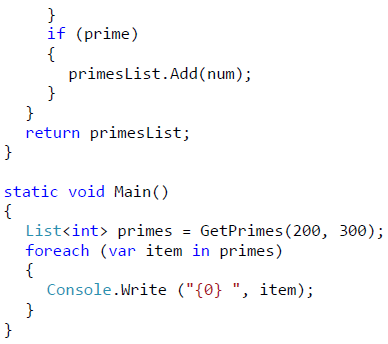 }
if (prime)
{
primesList.Add(num);
}
}
return primesList;
}
static void Main()
{
List<int> primes = GetPrimes(200, 300);
foreach (var item in primes)
{
Console.Write ("{0} ", item);
}
}